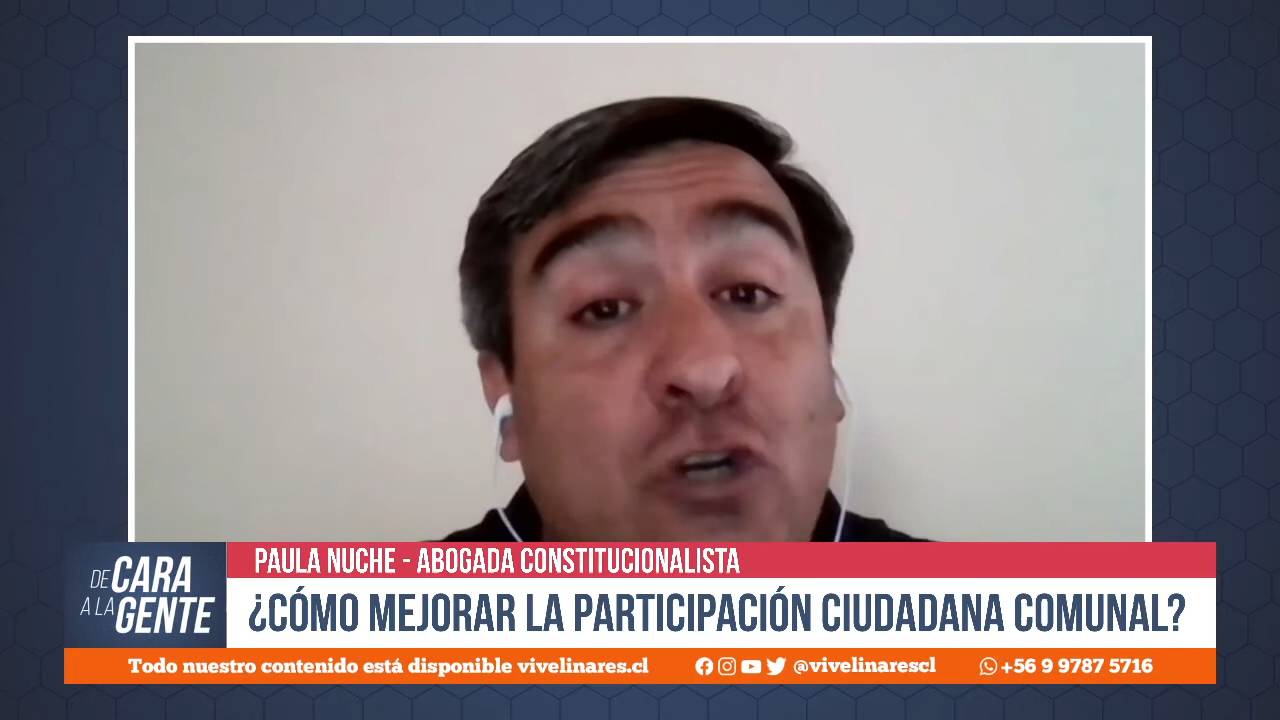 PAULA NUCHE - ABOGADA CONSTITUCIONALISTA
DE CARA
A LA GENTE
¿CÓMO MEJORAR LA PARTICIPACIÓN CIUDADANA COMUNAL?
Todo nuestro contenido está disponible vivelinares.cl
@vivelinarescl
+56 9 9787 5716